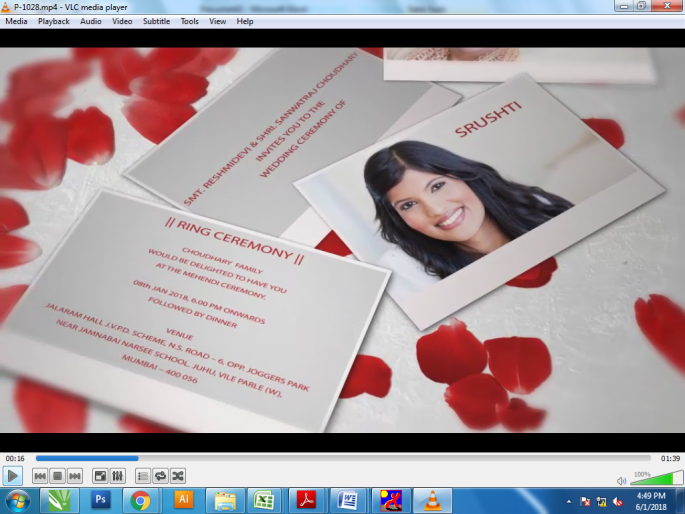 P-1028.mp4 - VLC media player
Media Playback Audio Video Subtitle Tools View Help
SMT. RESHMIDEVI & SHRI. SANWATRAJ CHOUDHARY
INVITES YOU TO THE
WEDDING CEREMONY OF
SRUSHTI
|| RING CEREMONY ||
CHOUDHARY FAMILY
WOULD BE DELIGHTED TO HAVE YOU
AT THE MEHENDI CEREMONY.
08th JAN 2018, 6.00 PM ONWARDS
FOLLOWED BY DINNER
VENUE
JALARAM HALL J.V.P.D. SCHEME, N.S. ROAD – 6, OPP. JOGGERS PARK
NEAR JAMNABAI NARSEE SCHOOL, JUHU, VILE PARLE (W),
MUMBAI – 400 056
00:16
01:39
100%
Ps
Ai
4:49 PM
6/1/2018